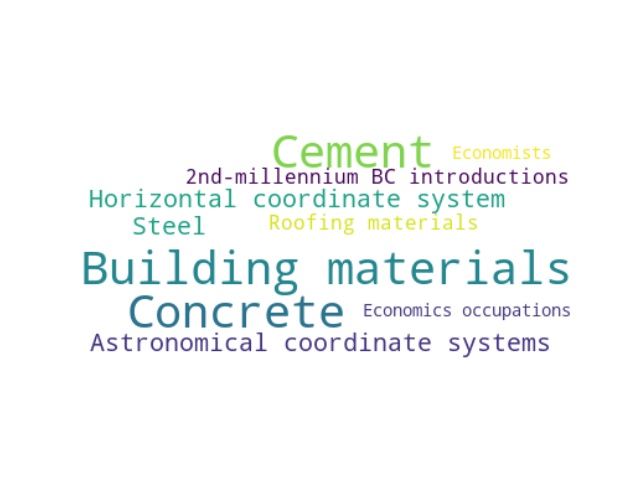 Cement
Economists
2nd-millennium BC introductions
Horizontal coordinate system
Steel
Roofing materials
Building materials
Concrete
Economics occupations
Astronomical coordinate systems